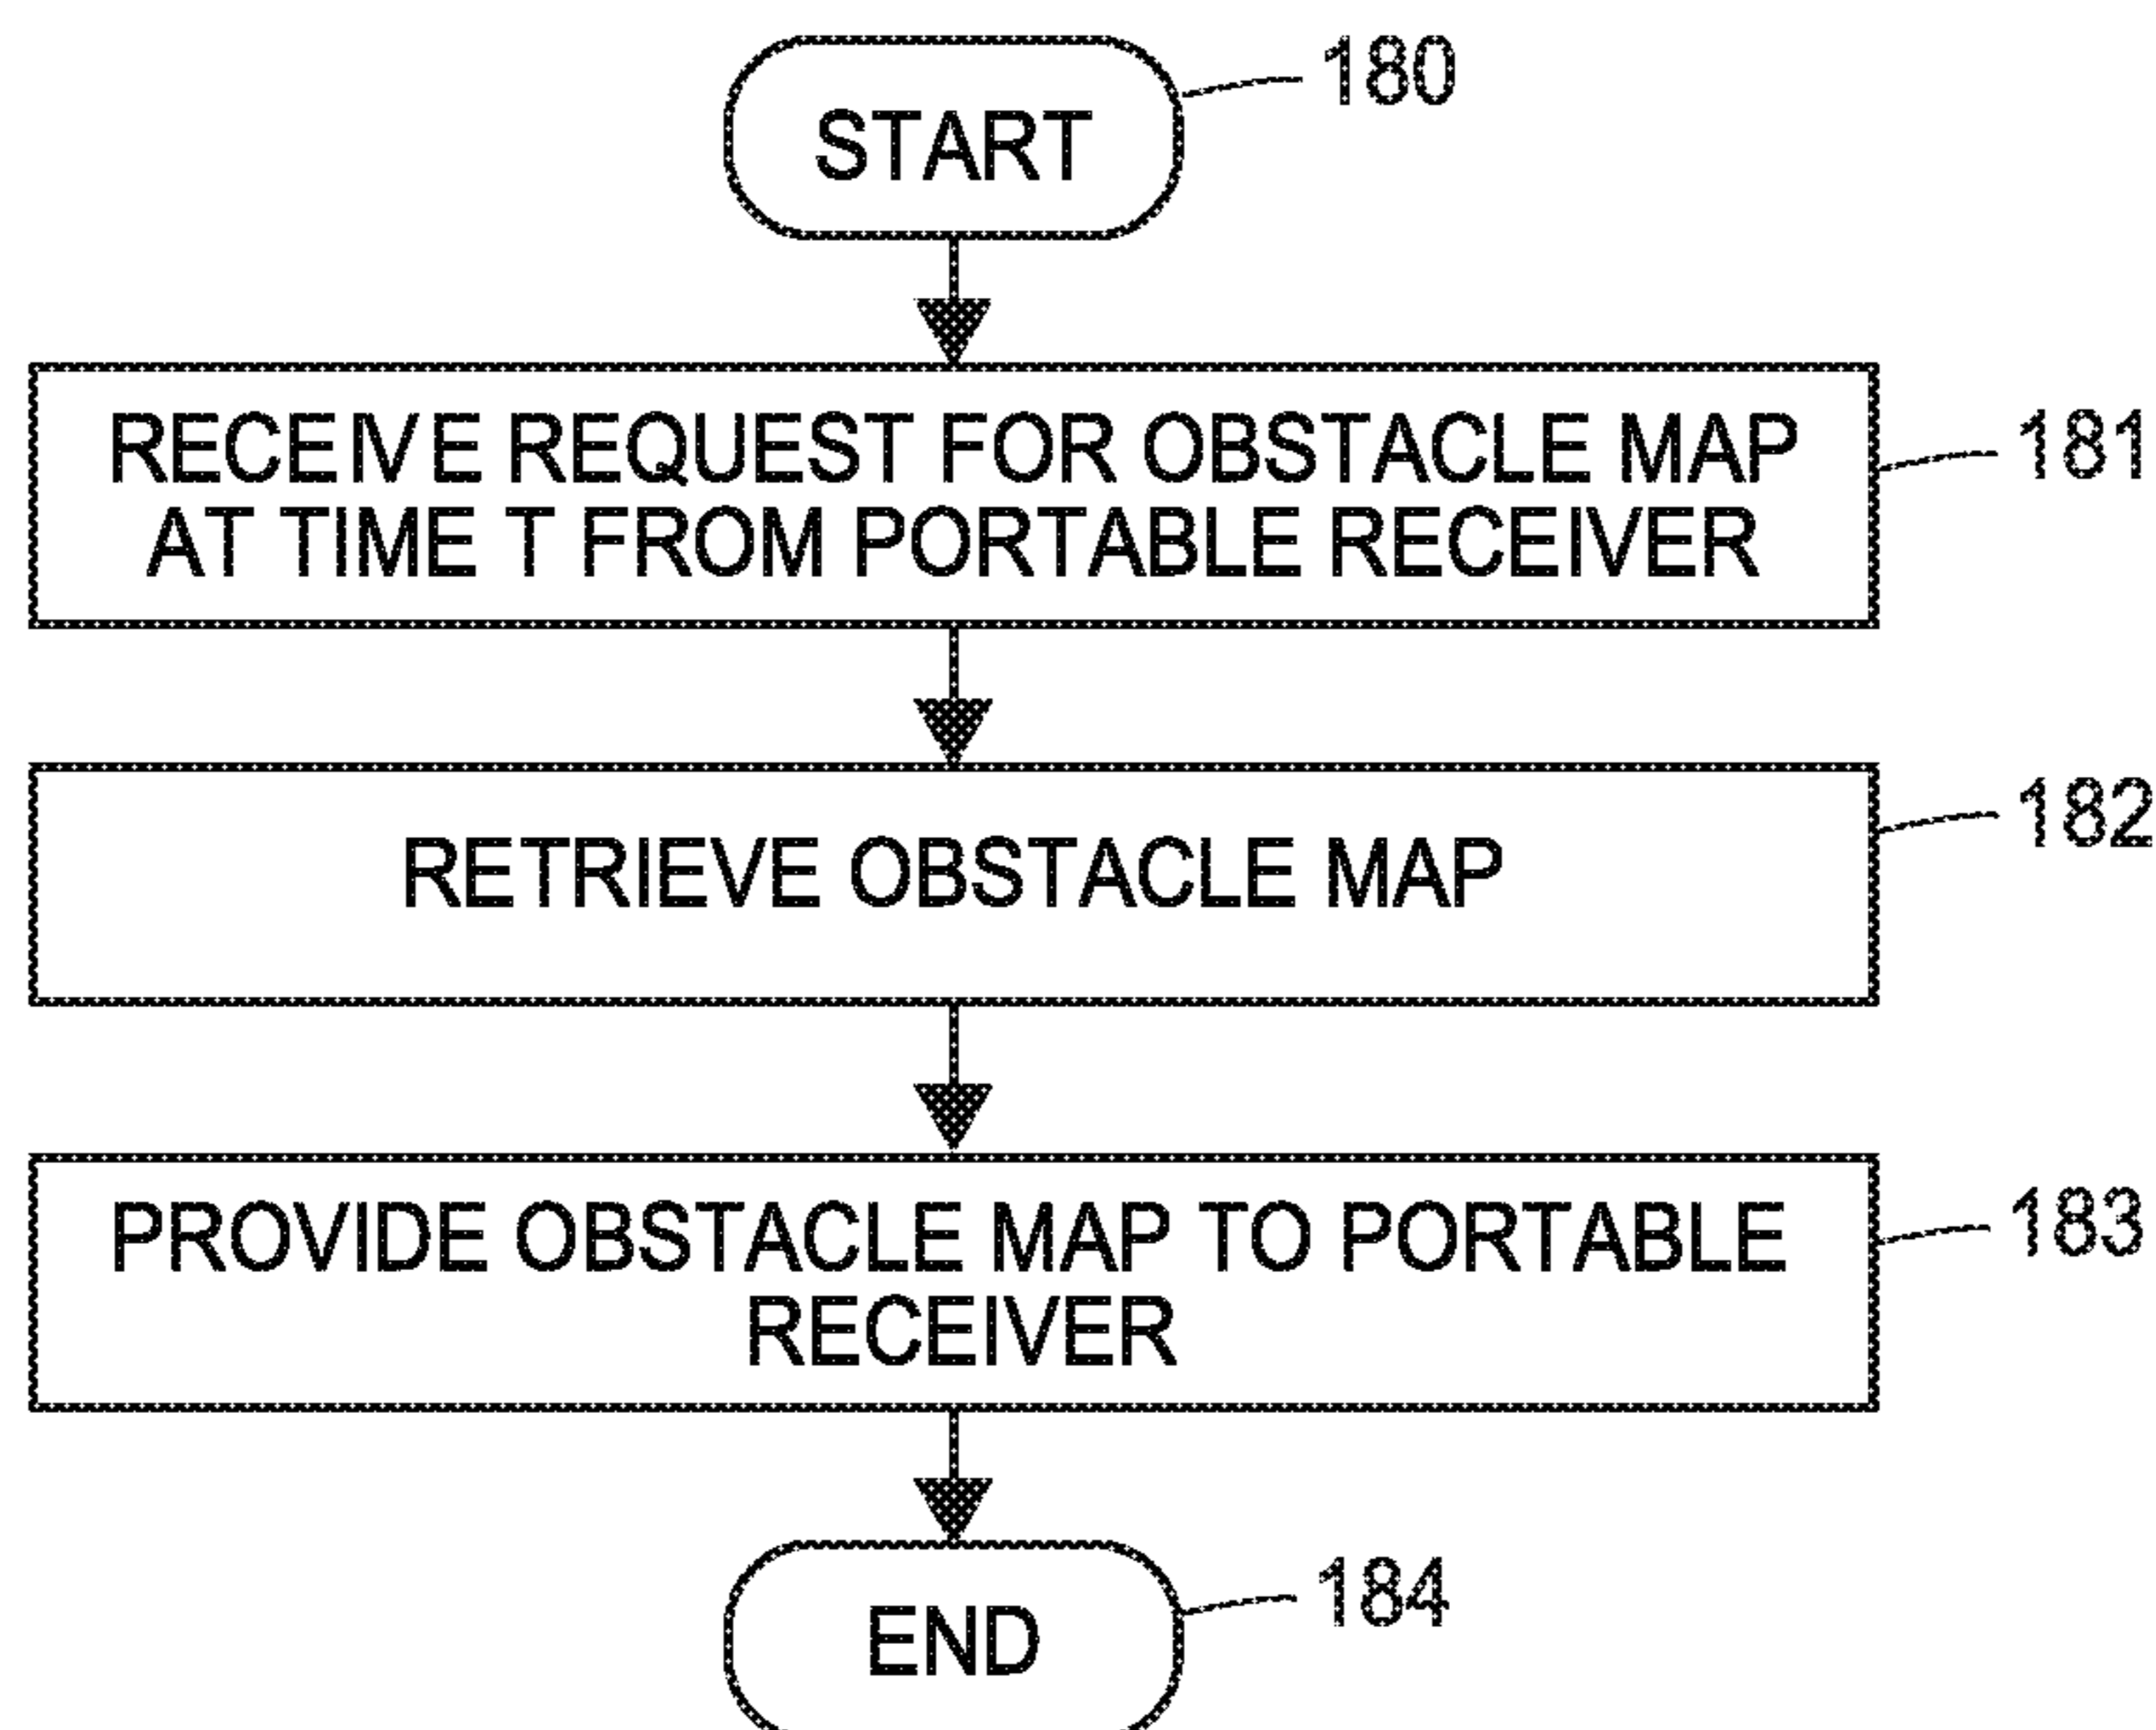 START
180
RECEIVE REQUEST FOR OBSTACLE MAP
AT TIME T FROM PORTABLE RECEIVER
181
RETRIEVE OBSTACLE MAP
182
PROVIDE OBSTACLE MAP TO PORTABLE
RECEIVER
183
END
184